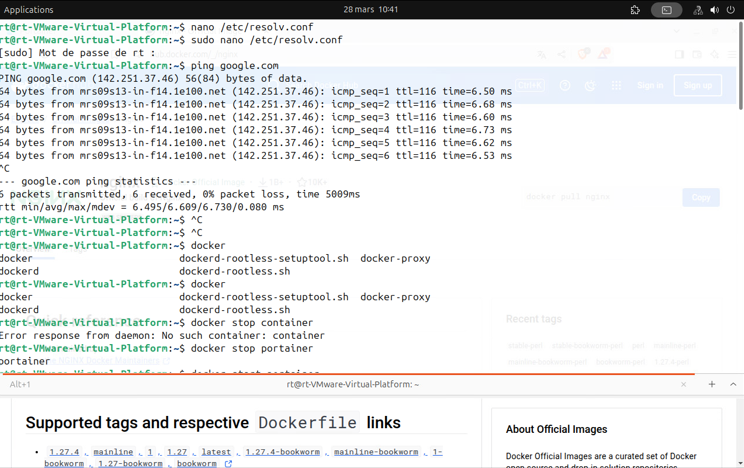 Applications
28 mars 10:41
rt@rt-VMware-Virtual-Platform:~$ nano /etc/resolv.conf
rt@rt-VMware-Virtual-Platform:~$ sudo nano /etc/resolv.conf
[sudo] Mot de passe de rt :
rt@rt-VMware-Virtual-Platform:~$ ping google.com
PING google.com (142.251.37.46) 56(84) bytes of data.
64 bytes from mrs09s13-in-f14.1e100.net (142.251.37.46): icmp_seq=1 ttl=116 time=6.50 ms
64 bytes from mrs09s13-in-f14.1e100.net (142.251.37.46): icmp_seq=2 ttl=116 time=6.68 ms
64 bytes from mrs09s13-in-f14.1e100.net (142.251.37.46): icmp_seq=3 ttl=116 time=6.60 ms
64 bytes from mrs09s13-in-f14.1e100.net (142.251.37.46): icmp_seq=4 ttl=116 time=6.73 ms
64 bytes from mrs09s13-in-f14.1e100.net (142.251.37.46): icmp_seq=5 ttl=116 time=6.62 ms
64 bytes from mrs09s13-in-f14.1e100.net (142.251.37.46): icmp_seq=6 ttl=116 time=6.53 ms
Sign in
Sign up
^C
--- google.com ping statistics ---
6 packets transmitted, 6 received, 0% packet loss, time 5009ms
rtt min/avg/max/mdev = 6.495/6.609/6.730/0.080 ms
docker pull nginx
Copy
rt@rt-VMware-Virtual-Platform:~$ ^C
rt@rt-VMware-Virtual-Platform:~$ ^C
rt@rt-VMware-Virtual-Platform:~$ docker
docker dockerd-rootless-setuptool.sh docker-proxy
dockerd dockerd-rootless.sh
rt@rt-VMware-Virtual-Platform:~$ docker
docker dockerd-rootless-setuptool.sh docker-proxy
dockerd dockerd-rootless.sh
Quick reference
Recent tags
rt@rt-VMware-Virtual-Platform:~$ docker stop container
Error response from daemon: No such container: container
rt@rt-VMware-Virtual-Platform:~$ docker stop portainer
portainer
Alt+1
rt@rt-VMware-Virtual-Platform: ~
Supported tags and respective Dockerfile links
1.27.4, mainline, 1, 1.27, latest, 1.27.4-bookworm, mainline-bookworm, 1-
bookworm, 1.27-bookworm, bookworm
About Official Images
Docker Official Images are a curated set of Docker
open source and drop in solution repositories.